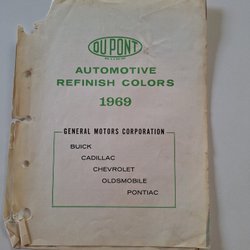 DU PONT
AUTOMOTIVE
REFINISH COLORS
1969
GENERAL MOTORS CORPORATION
BUICK
CADILLAC
CHEVROLET
OLDSMOBILE
PONTIAC